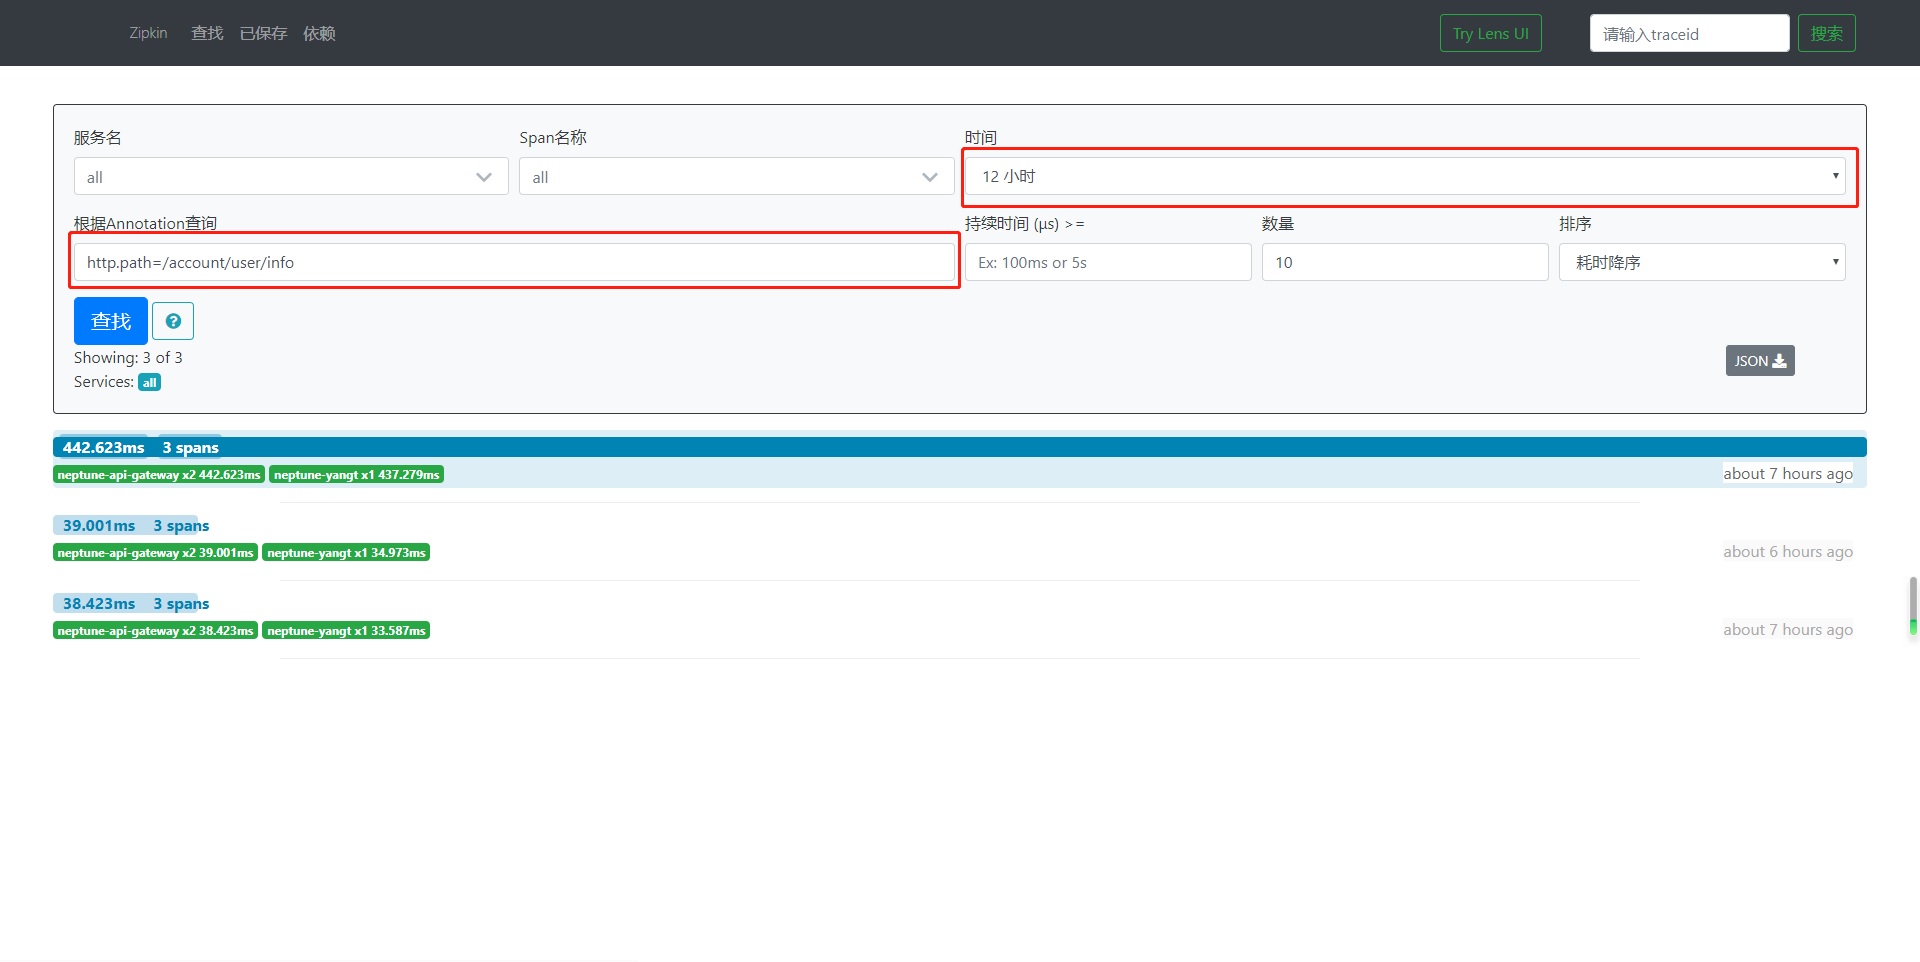 Zipkin 查找 已保存 依赖 Try Lens UI 请输入traceid 搜索
服务名 Span名称 时间
all all 12 小时
根据Annotation查询 持续时间 (μs) >= 数量 排序
http.path=/account/user/info Ex: 100ms or 5s 10 耗时降序
查找 ?
Showing: 3 of 3 JSON
Services: all
442.623ms 3 spans
neptune-api-gateway x2 442.623ms neptune-yangt x1 437.279ms about 7 hours ago
39.001ms 3 spans
neptune-api-gateway x2 39.001ms neptune-yangt x1 34.973ms about 6 hours ago
38.423ms 3 spans
neptune-api-gateway x2 38.423ms neptune-yangt x1 33.587ms about 7 hours ago